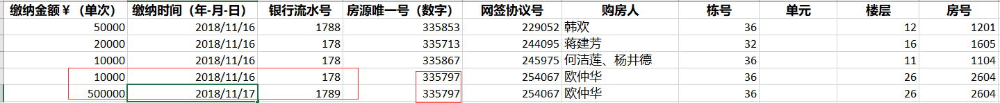 缴纳金额￥（单次） 缴纳时间（年-月-日） 银行流水号 房源唯一号（数字） 网签协议号 购房人 栋号 单元 楼层 房号
50000 2018/11/16 1788 335853 229052 韩欢 36 12 1201
20000 2018/11/16 178 335713 244095 蒋建芳 32 16 1605
10000 2018/11/16 178 335867 245975 何洁莲、杨井德 36 11 1104
10000 2018/11/16 178 335797 254067 欧仲华 36 26 2604
500000 2018/11/17 1789 335797 254067 欧仲华 36 26 2604